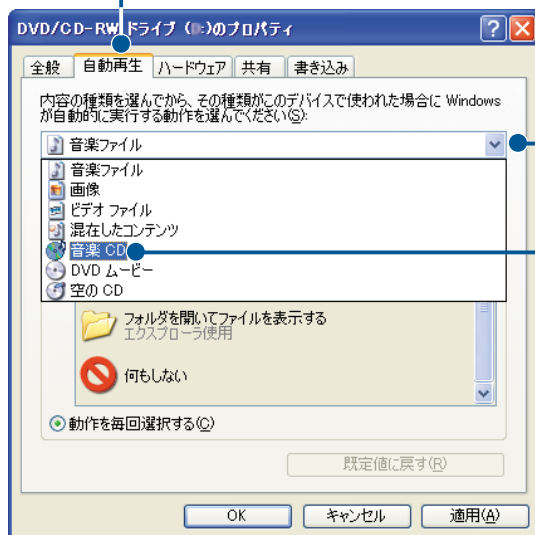 DVD/CD-RW ドライブ (D:)のプロパティ
全般 自動再生 ハードウェア 共有 書き込み
内容の種類を選んでから、その種類がこのデバイスで使われた場合に Windows
が自動的に実行する動作を選んでください(S):
音楽ファイル
音楽ファイル
画像
ビデオ ファイル
混在したコンテンツ
音楽 CD
DVD ムービー
空の CD
フォルダを開いてファイルを表示する
エクスプローラ使用
何もしない
動作を毎回選択する(C)
既定値に戻す(R)
OK キャンセル 適用(A)